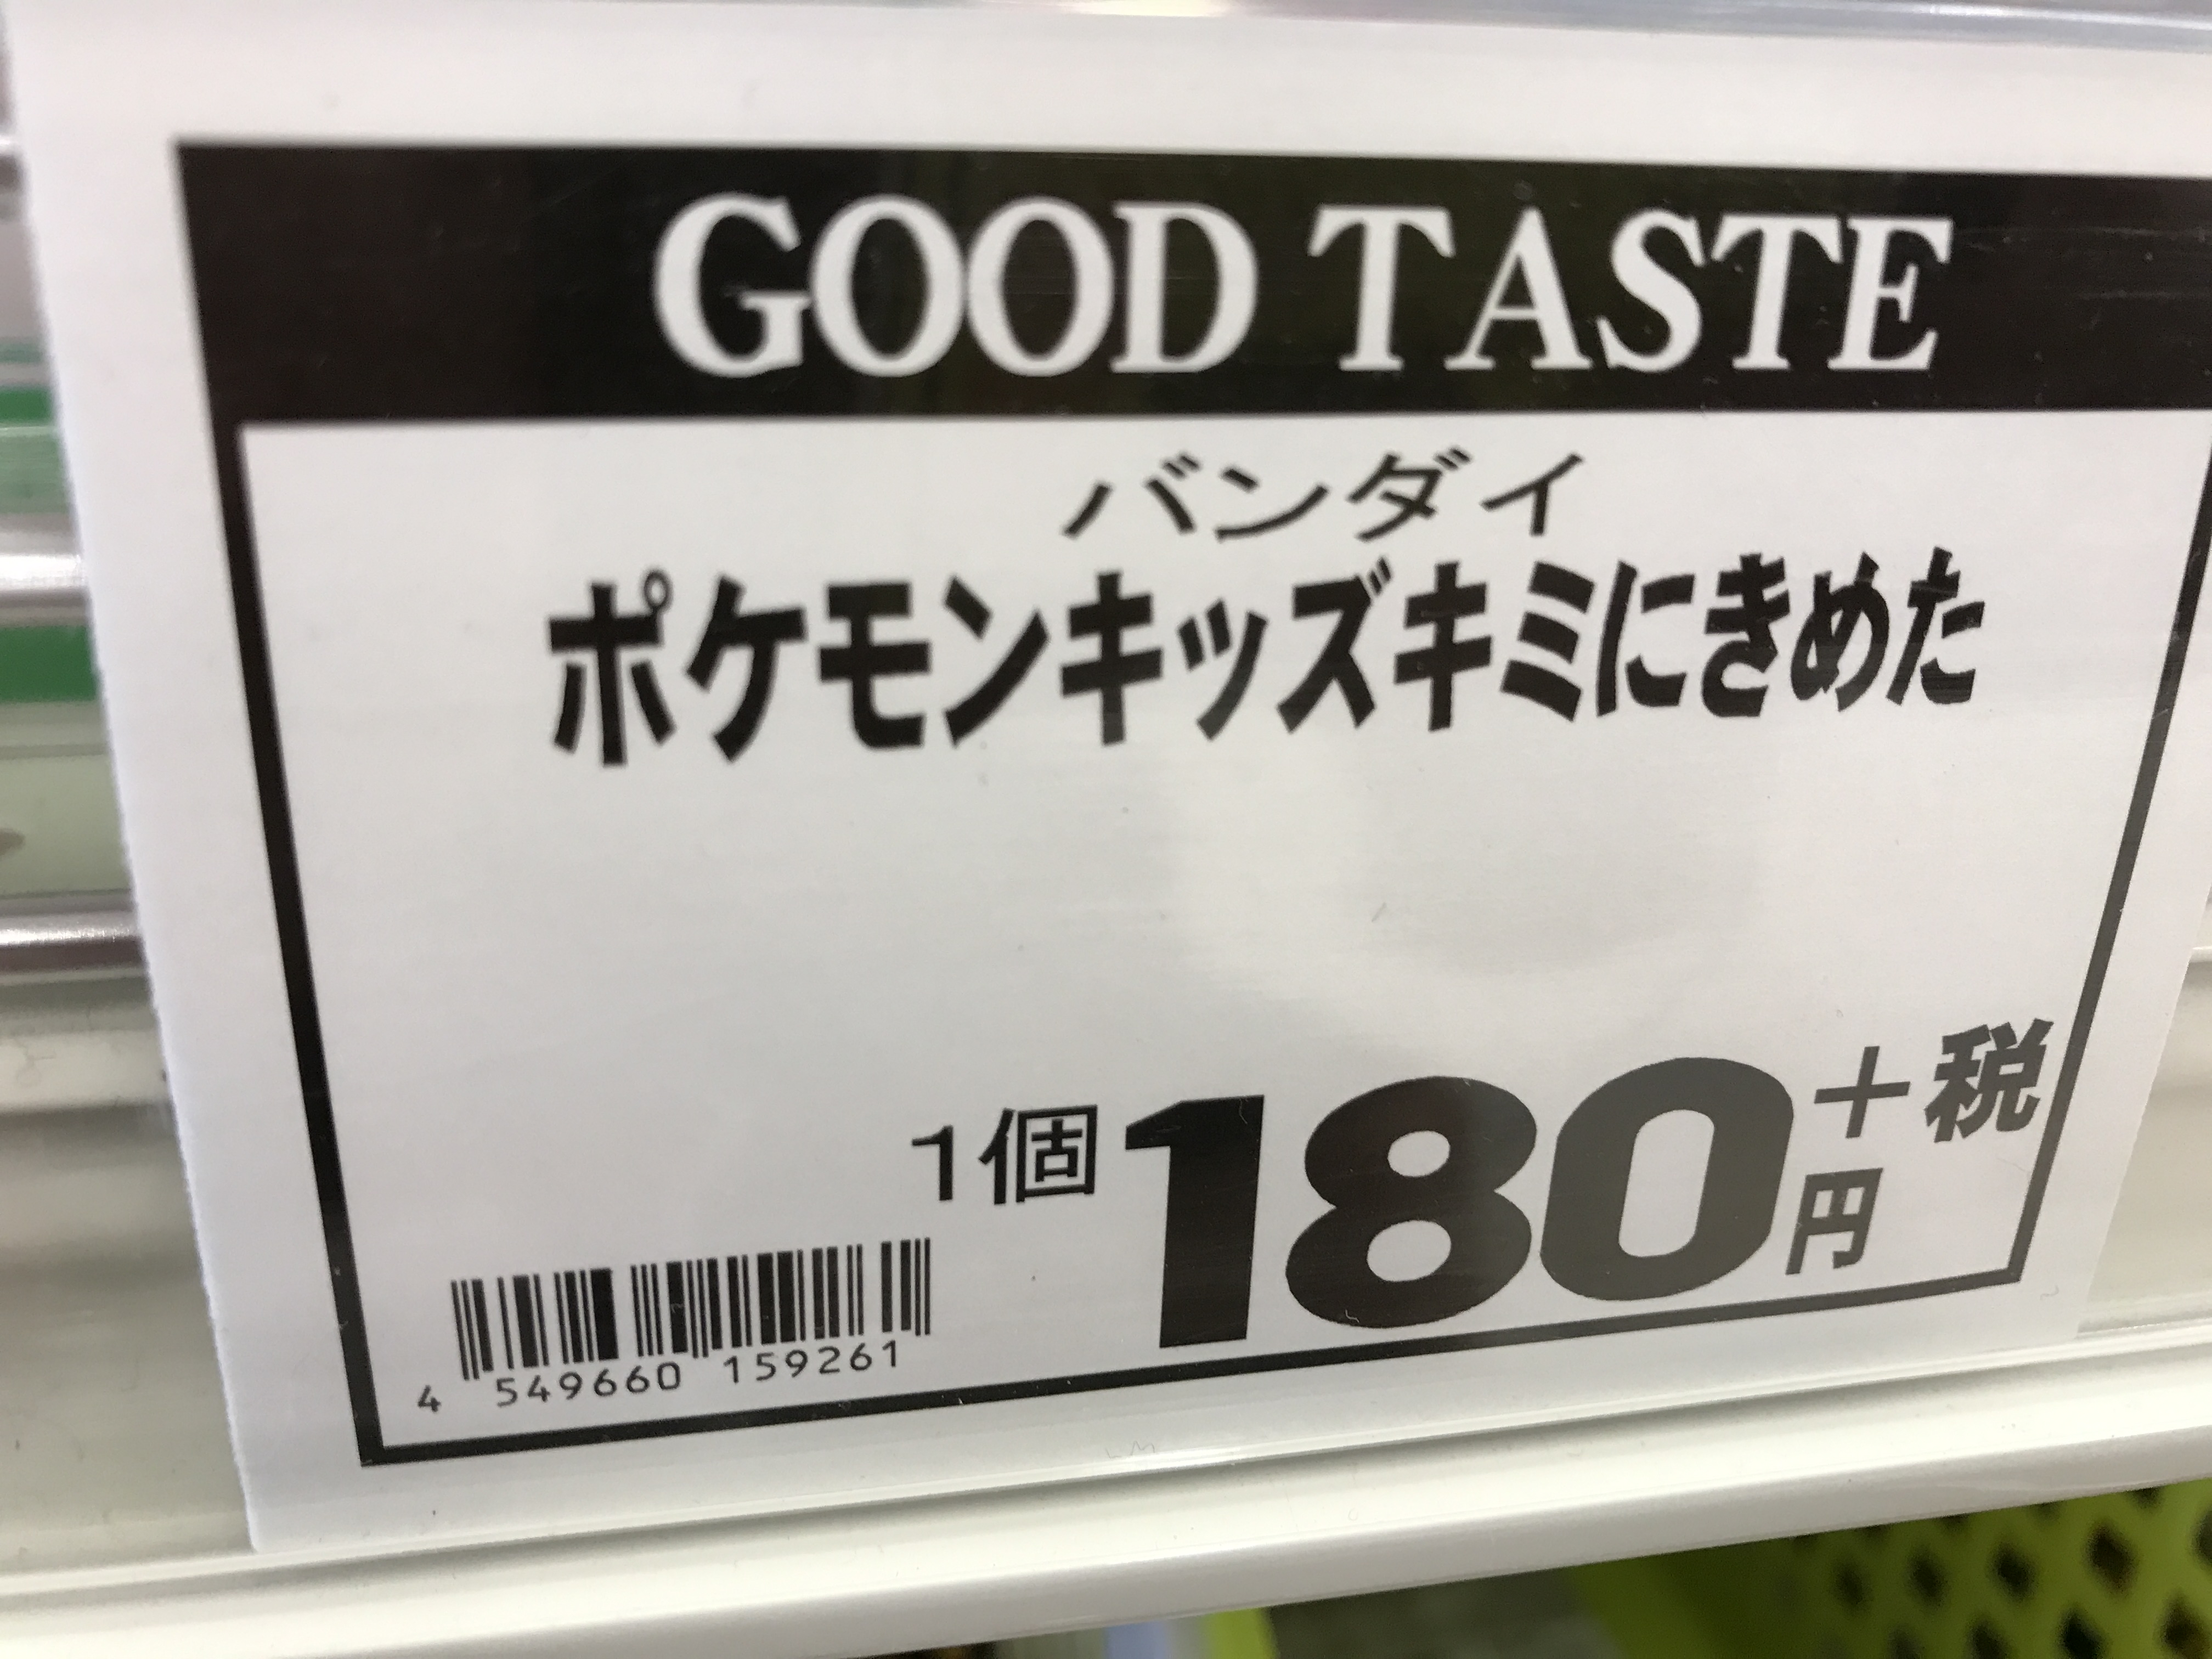 GOOD TASTE
バンダイ
ポケモンキッズキミにきめた
1個 180円 +税
4 549660 159261